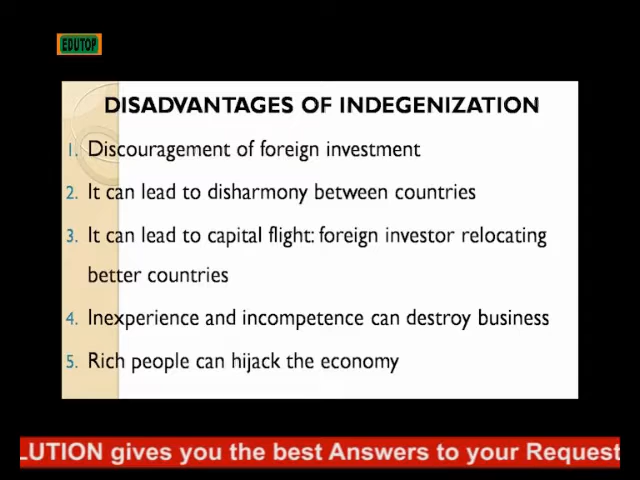 EDUTOP
DISADVANTAGES OF INDEGENIZATION
1. Discouragement of foreign investment
2. It can lead to disharmony between countries
3. It can lead to capital flight: foreign investor relocating
better countries
4. Inexperience and incompetence can destroy business
5. Rich people can hijack the economy
LUTION gives you the best Answers to your Request